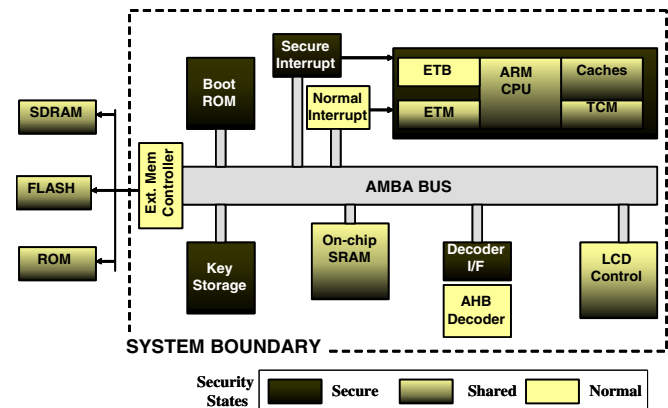 Secure
Interrupt
Boot
ROM
Normal
Interrupt
ETB
ARM
CPU
Caches
ETM
TCM
SDRAM
FLASH
ROM
Ext. Mem
Controller
AMBA BUS
Key
Storage
On-chip
SRAM
Decoder
I/F
AHB
Decoder
LCD
Control
SYSTEM BOUNDARY
Security
States
Secure
Shared
Normal